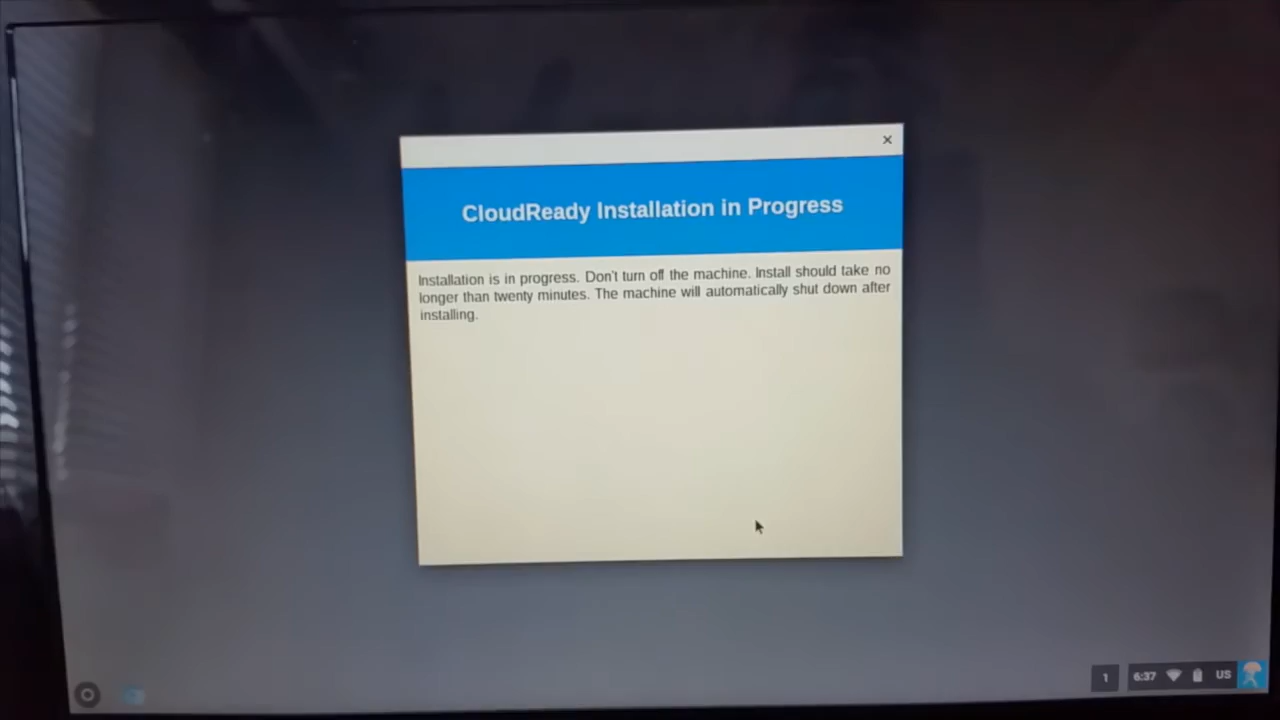 CloudReady Installation in Progress
Installation is in progress. Don't turn off the machine. Install should take no
longer than twenty minutes. The machine will automatically shut down after
installing.
1 6:37 US